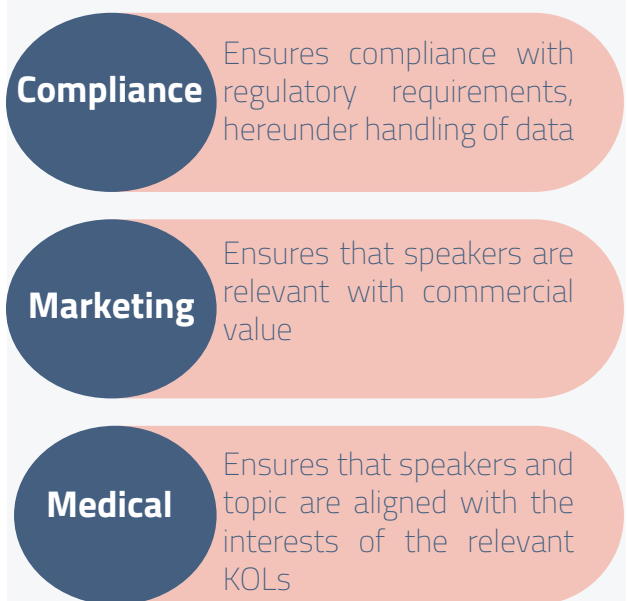 Compliance
Ensures compliance with
regulatory requirements,
hereunder handling of data
Marketing
Ensures that speakers are
relevant with commercial
value
Medical
Ensures that speakers and
topic are aligned with the
interests of the relevant
KOLs